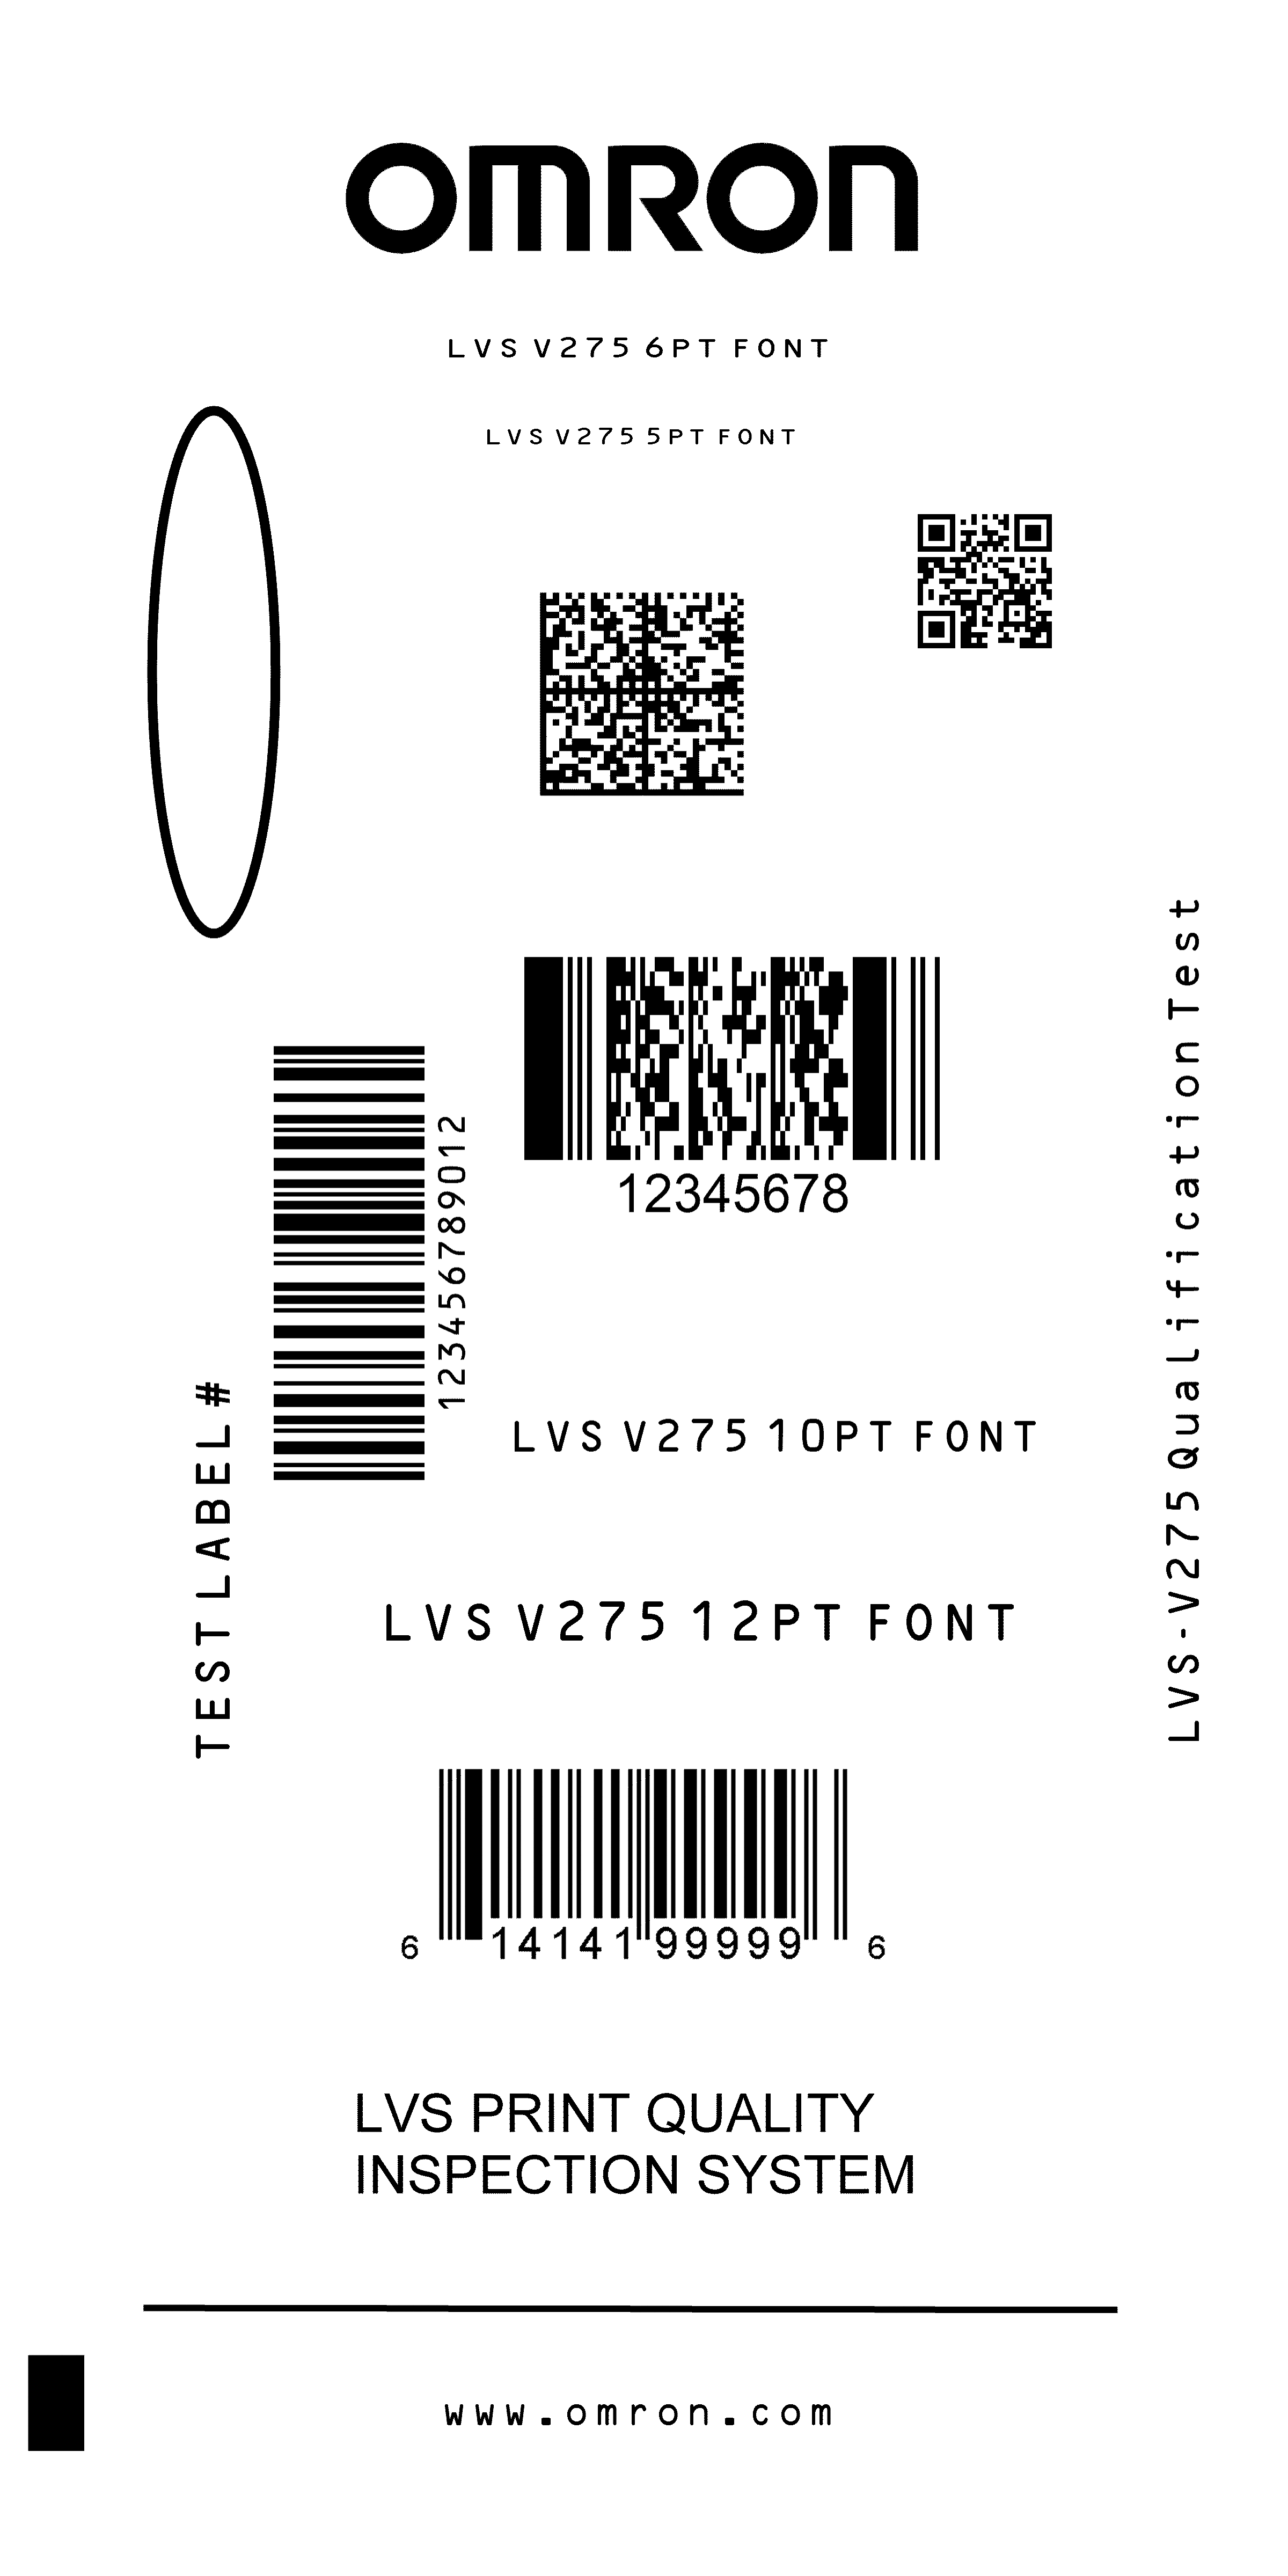 OMRON
LVS V275 6PT FONT
LVS V275 5PT FONT
12345678
123456789012
LVS V275 10PT FONT
TEST LABEL #
LVS-V275 Qualification Test
LVS V275 12PT FONT
6 14141 99999 6
LVS PRINT QUALITY
INSPECTION SYSTEM
www.omron.com